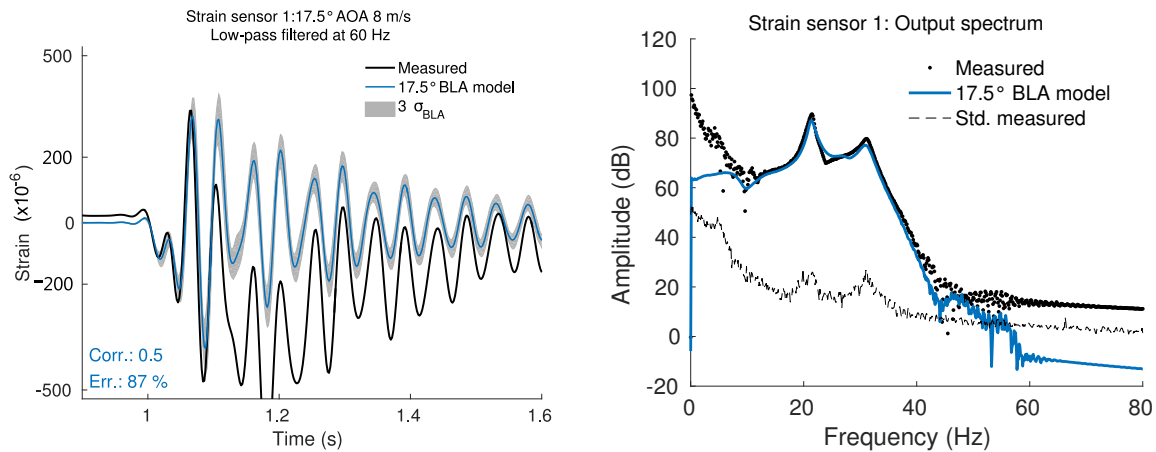 Strain sensor 1:17.5° AOA 8 m/s
Low-pass filtered at 60 Hz
Measured
17.5° BLA model
3 σBLA
500
200
0
-200
-500
Strain (x10-6)
Corr.: 0.5
Err.: 87 %
1
1.2
1.4
1.6
Time (s)
Strain sensor 1: Output spectrum
Measured
17.5° BLA model
Std. measured
120
100
80
60
40
20
0
-20
Amplitude (dB)
0
20
40
60
80
Frequency (Hz)